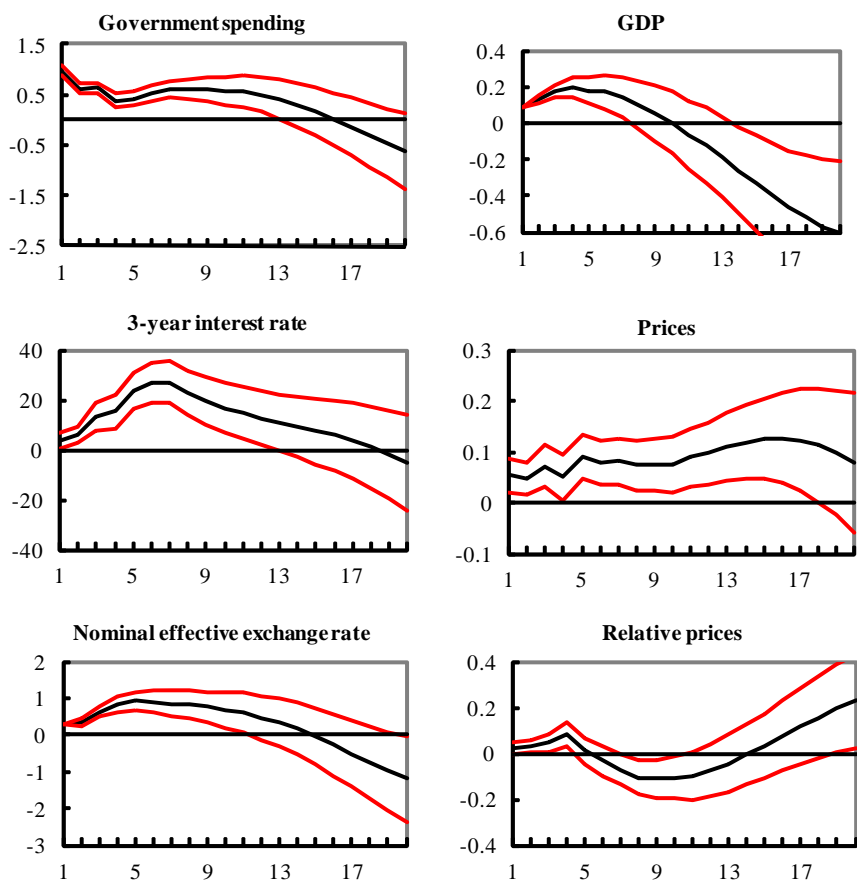 Government spending
1.5
0.5
-0.5
-1.5
-2.5
1 5 9 13 17
GDP
0.4
0.2
0
-0.2
-0.4
-0.6
1 5 9 13 17
3-year interest rate
40
20
0
-20
-40
1 5 9 13 17
Prices
0.3
0.2
0.1
0
-0.1
1 5 9 13 17
Nominal effective exchange rate
2
1
0
-1
-2
-3
1 5 9 13 17
Relative prices
0.4
0.2
0
-0.2
-0.4
1 5 9 13 17